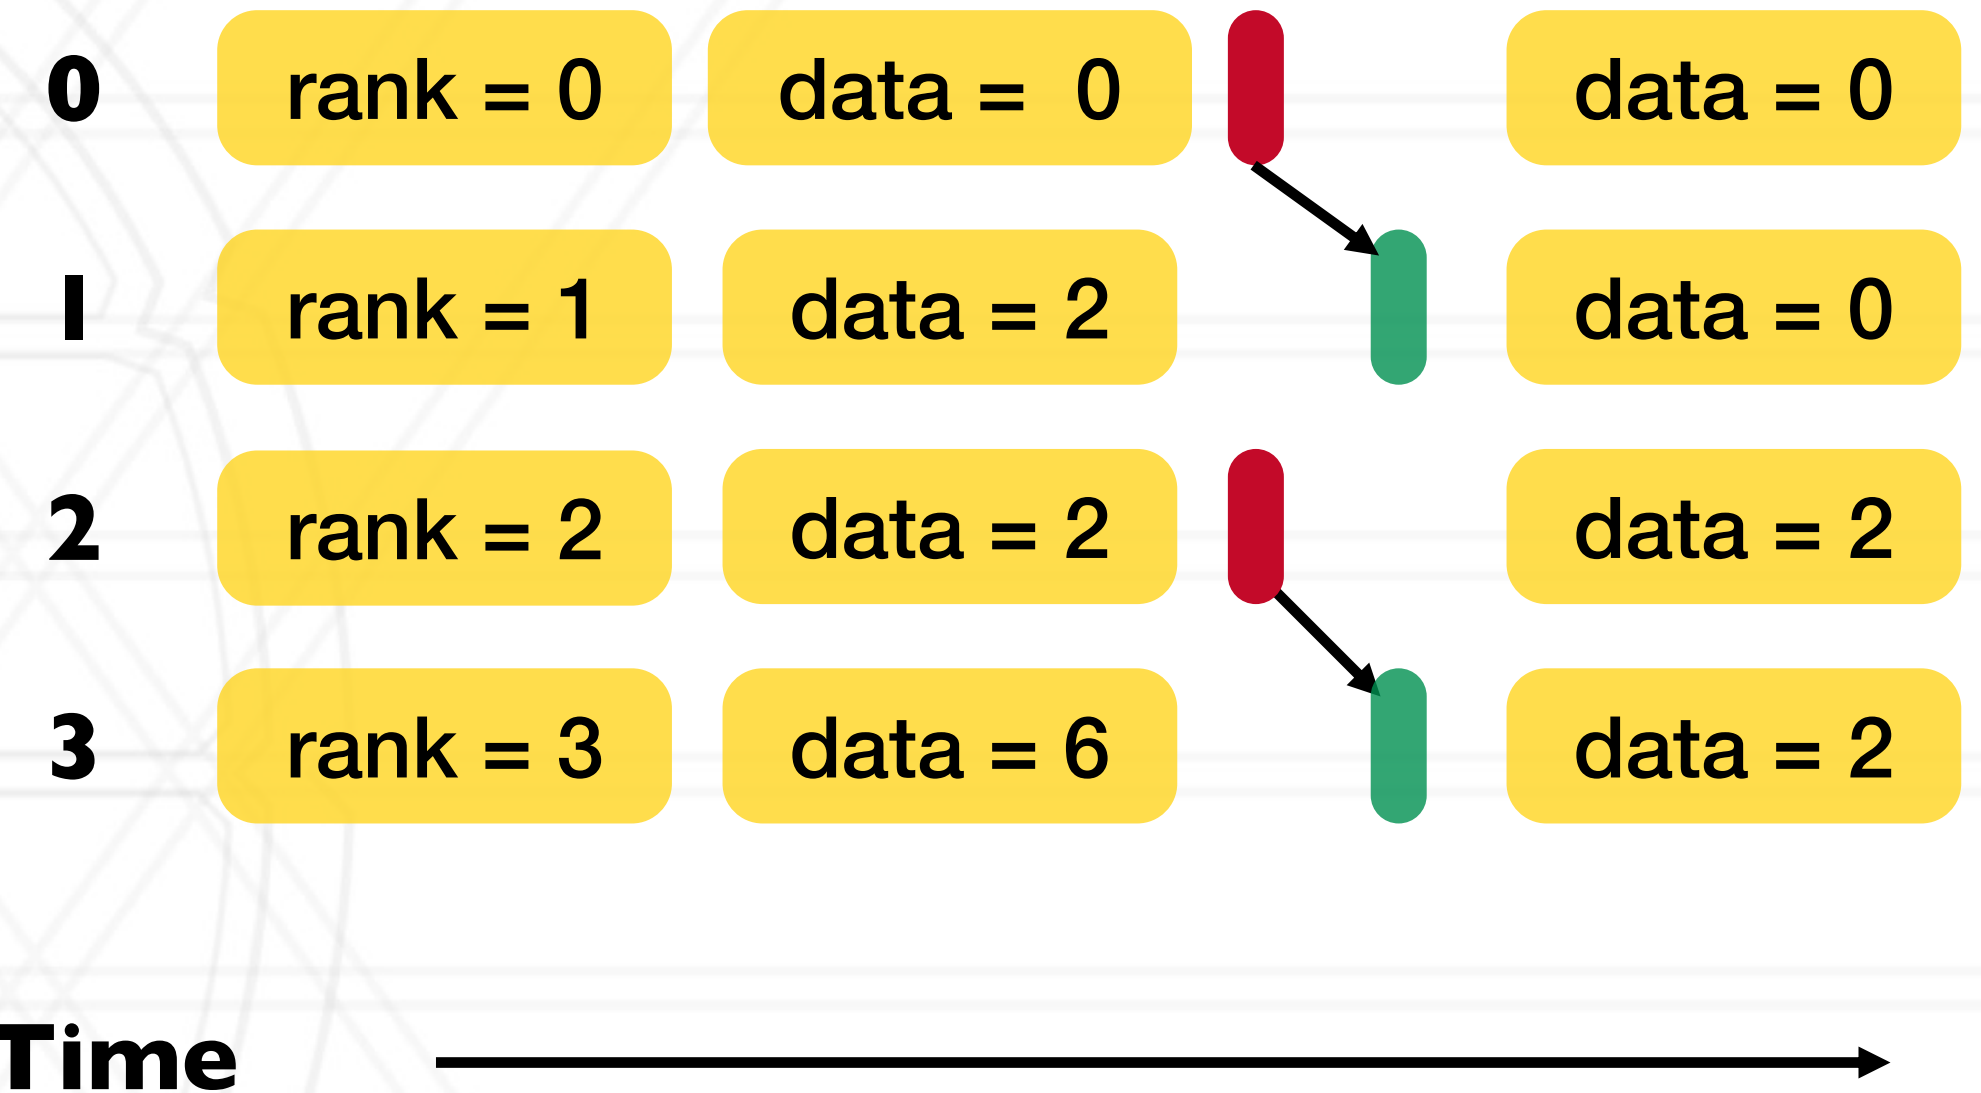 0 rank = 0 data = 0 data = 0
1 rank = 1 data = 2 data = 0
2 rank = 2 data = 2 data = 2
3 rank = 3 data = 6 data = 2
Time